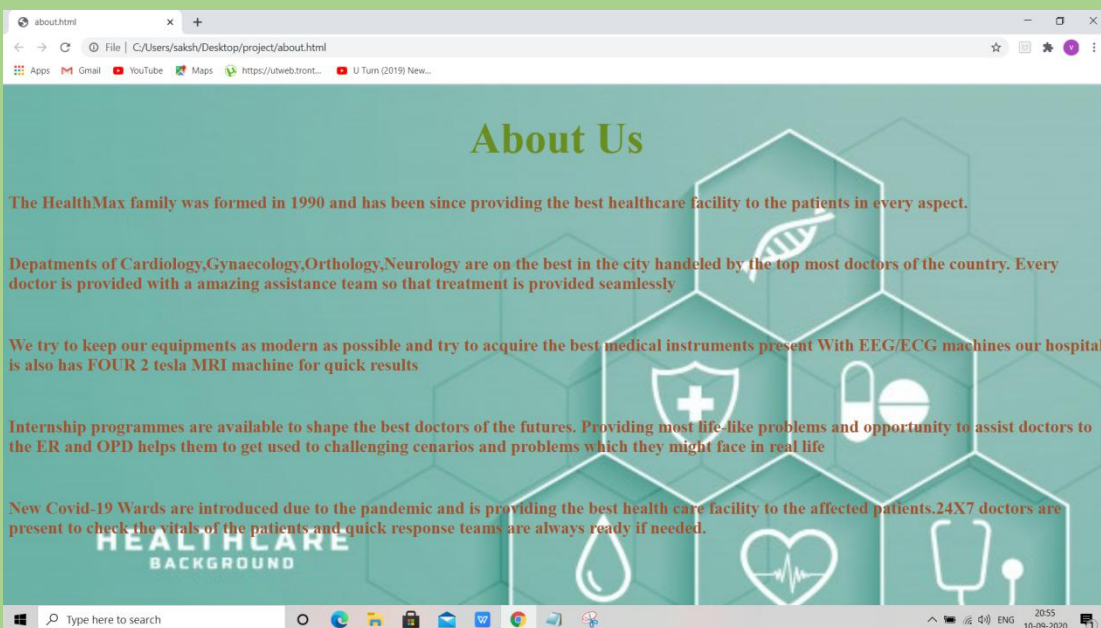 about.html
File | C:/Users/saksh/Desktop/project/about.html
Apps Gmail YouTube Maps https://utweb.tront... U Turn (2019) New...
About Us
The HealthMax family was formed in 1990 and has been since providing the best healthcare facility to the patients in every aspect.
Depatments of Cardiology,Gynaecology,Orthology,Neurology are on the best in the city handeled by the top most doctors of the country. Every
doctor is provided with a amazing assistance team so that treatment is provided seamlessly
We try to keep our equipments as modern as possible and try to acquire the best medical instruments present With EEG/ECG machines our hospital
is also has FOUR 2 tesla MRI machine for quick results
Internship programmes are available to shape the best doctors of the futures. Providing most life-like problems and opportunity to assist doctors to
the ER and OPD helps them to get used to challenging cenarios and problems which they might face in real life
New Covid-19 Wards are introduced due to the pandemic and is providing the best health care facility to the affected patients.24X7 doctors are
present to check the vitals of the patients and quick response teams are always ready if needed.
HEALTHCARE
BACKGROUND
Type here to search
ENG
20:55
10-09-2020